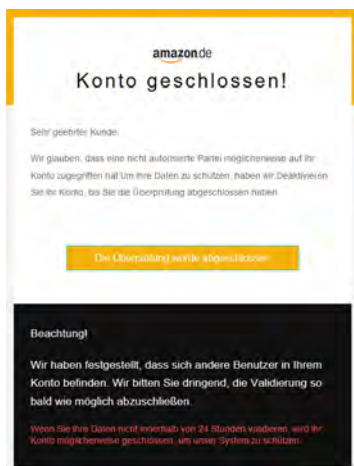 amazon.de
Konto geschlossen!
Sehr geehrter Kunde,
Wir glauben, dass eine nicht autorisierte Partei möglicherweise auf Ihr
Konto zugegriffen hat Um Ihre Daten zu schützen, haben wir Deaktivieren
Sie Ihr Konto, bis Sie die Überprüfung abgeschlossen haben
Die Überprüfung wurde abgeschlossen
Beachtung!
Wir haben festgestellt, dass sich andere Benutzer in Ihrem
Konto befinden. Wir bitten Sie dringend, die Validierung so
bald wie möglich abzuschließen.
Wenn Sie Ihre Daten nicht innerhalb von 24 Stunden validieren, wird Ihr
Konto möglicherweise geschlossen, um unser System zu schützen.